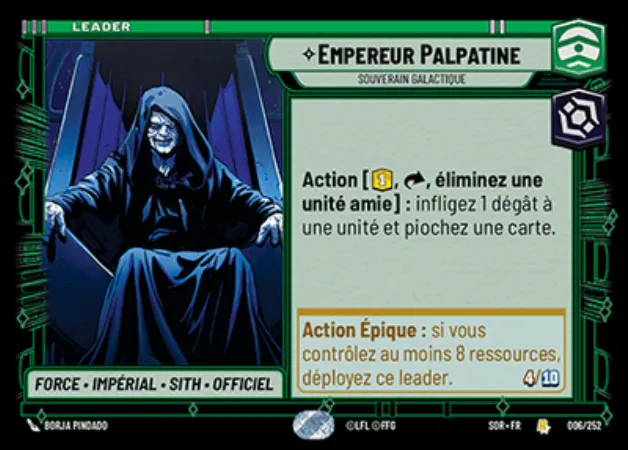 LEADER
EMPEREUR PALPATINE
SOUVERAIN GALACTIQUE
Action [1, , éliminez une
unité amie] : infligez 1 dégât à
une unité et piochez une carte.
Action Épique : si vous
contrôlez au moins 8 ressources,
déployez ce leader. 4/10
FORCE • IMPÉRIAL • SITH • OFFICIEL
BORJA PINDADO
©LFL ©FFG
SOR • FR
R
006/252